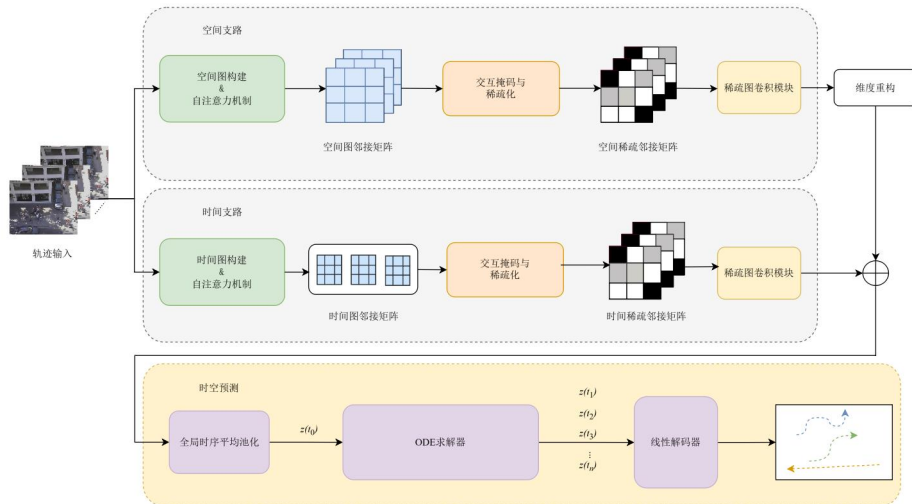 空间支路
空间图构建
&
自注意力机制
空间图邻接矩阵
交互掩码与
稀疏化
空间稀疏邻接矩阵
稀疏图卷积模块
维度重构
轨迹输入
时间支路
时间图构建
&
自注意力机制
时间图邻接矩阵
交互掩码与
稀疏化
时间稀疏邻接矩阵
稀疏图卷积模块
时空预测
全局时序平均池化
z(t₀)
ODE求解器
z(t₁)
z(t₂)
z(t₃)
⋮
z(tₙ)
线性解码器